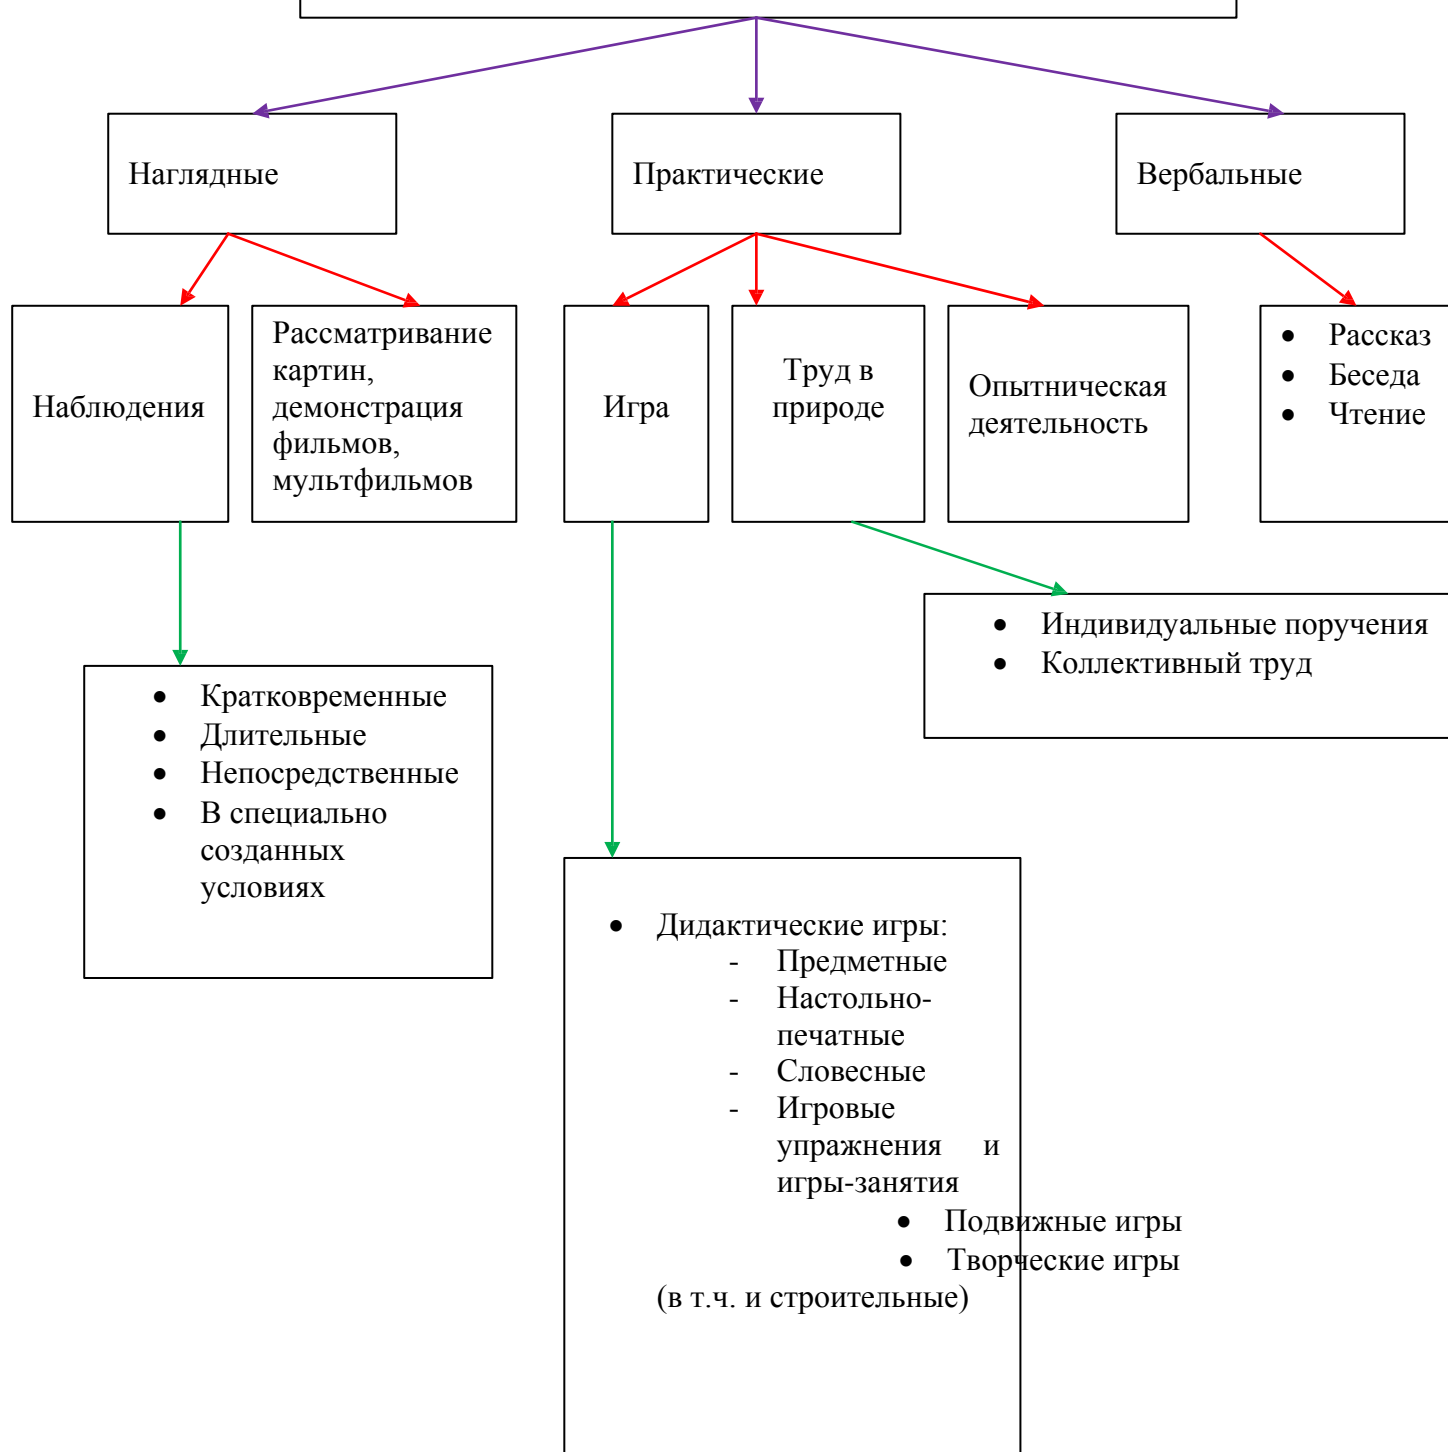 Наглядные
Практические
Вербальные
Наблюдения
Рассматривание
картин,
демонстрация
фильмов,
мультфильмов
Игра
Труд в
природе
Опытническая
деятельность
• Рассказ
• Беседа
• Чтение
• Индивидуальные поручения
• Коллективный труд
• Кратковременные
• Длительные
• Непосредственные
• В специально
созданных
условиях
• Дидактические игры:
- Предметные
- Настольно-
печатные
- Словесные
- Игровые
упражнения и
игры-занятия
• Подвижные игры
• Творческие игры
(в т.ч. и строительные)